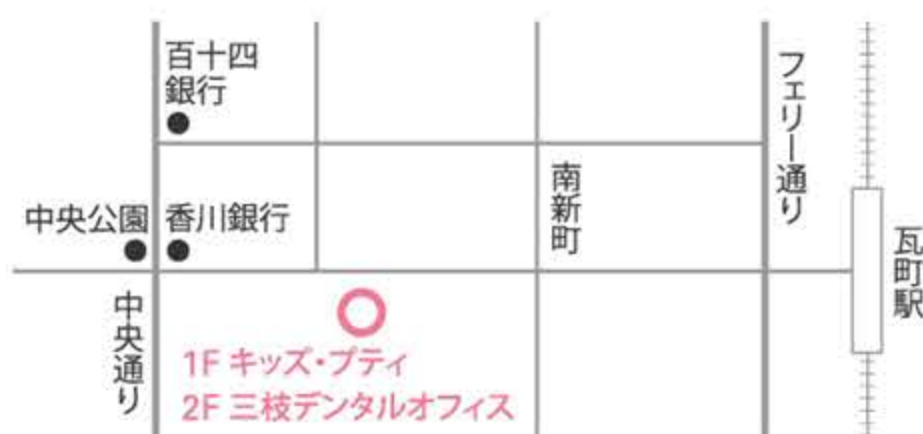 百十四
銀行
フェリー通り
南新町
中央公園
香川銀行
瓦町駅
中央通り
1F キッズ・プティ
2F 三枝デンタルオフィス